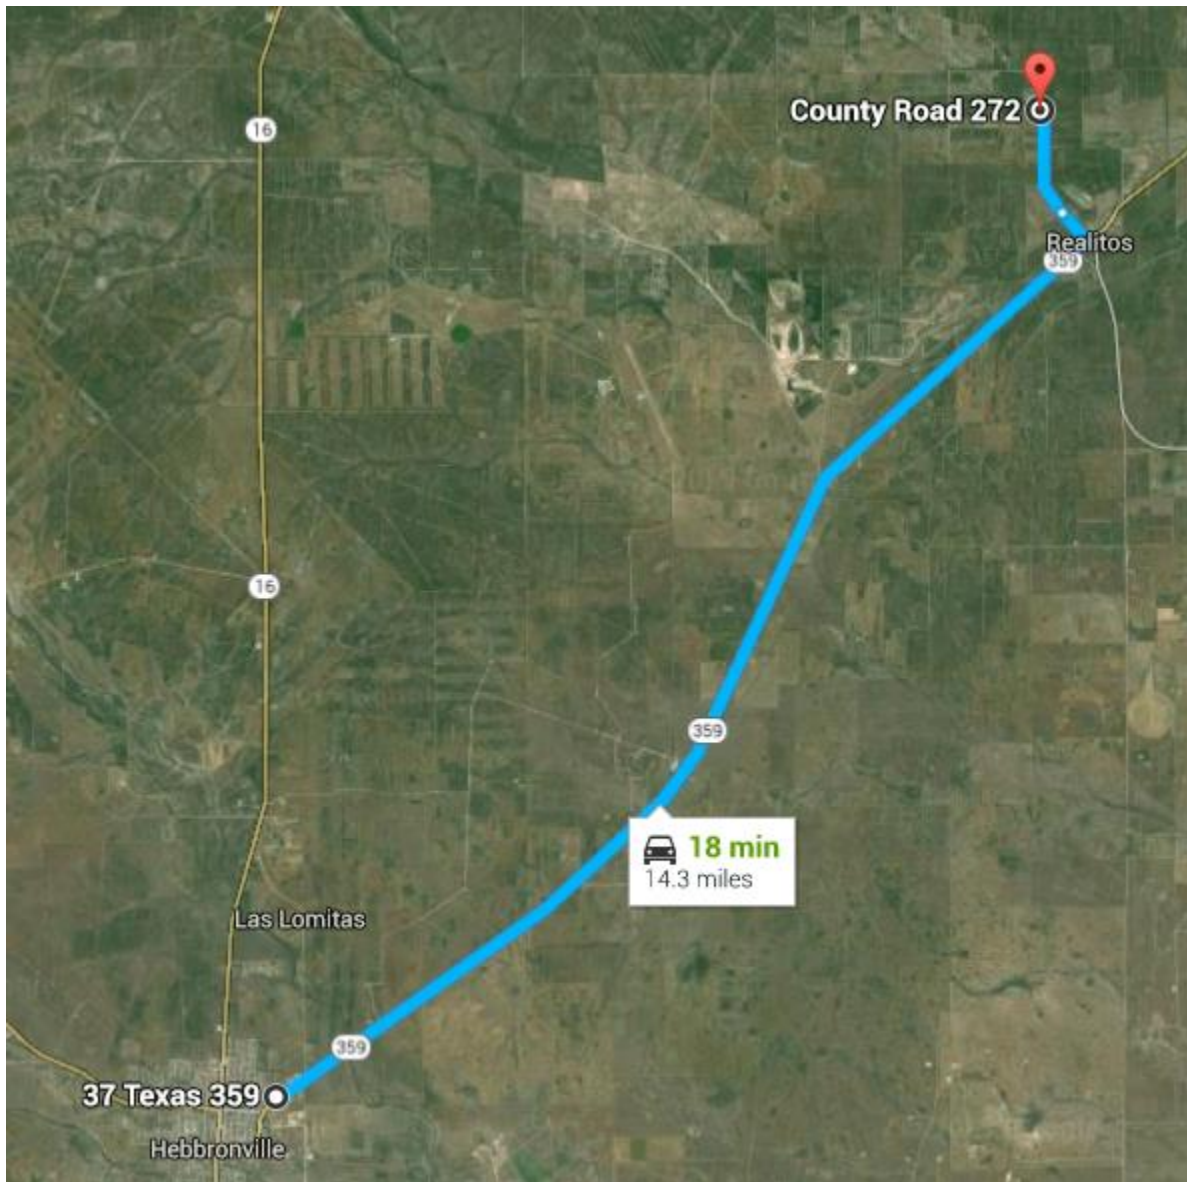 16
County Road 272
Realitos
359
16
359
18 min
14.3 miles
Las Lomitas
359
37 Texas 359
Hebbronville